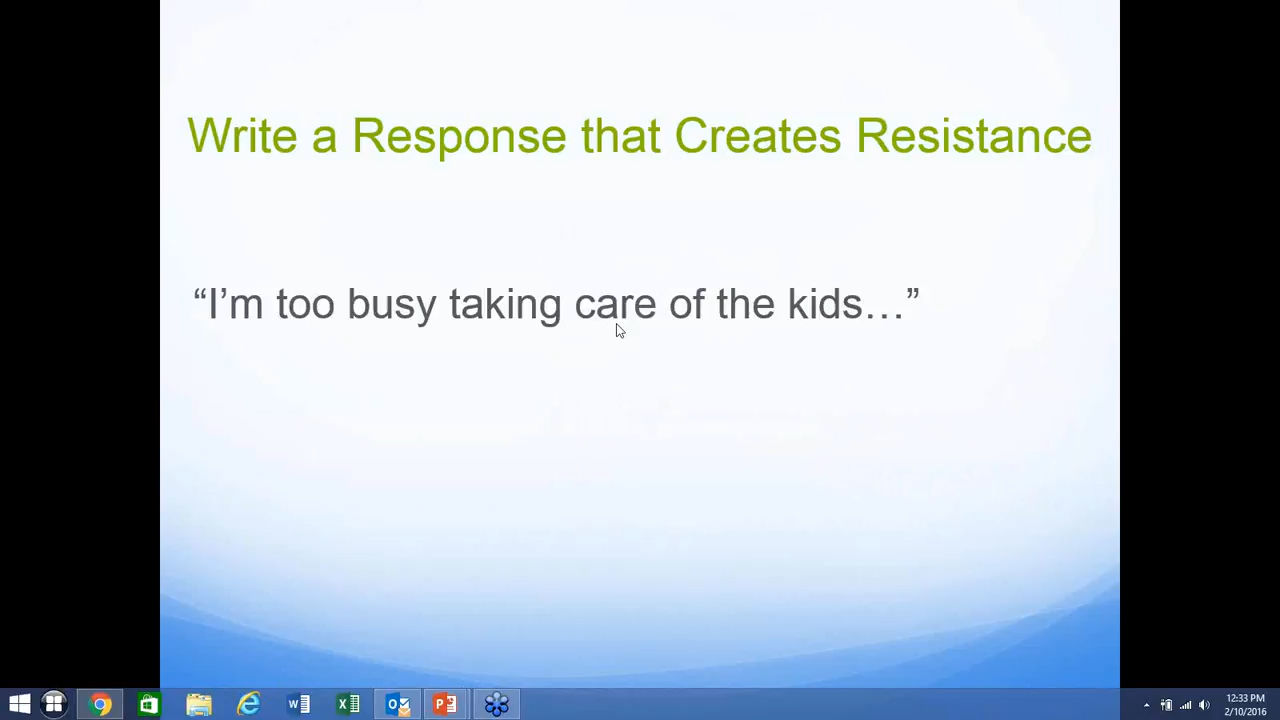 Write a Response that Creates Resistance
“I’m too busy taking care of the kids…”
12:33 PM
2/10/2016